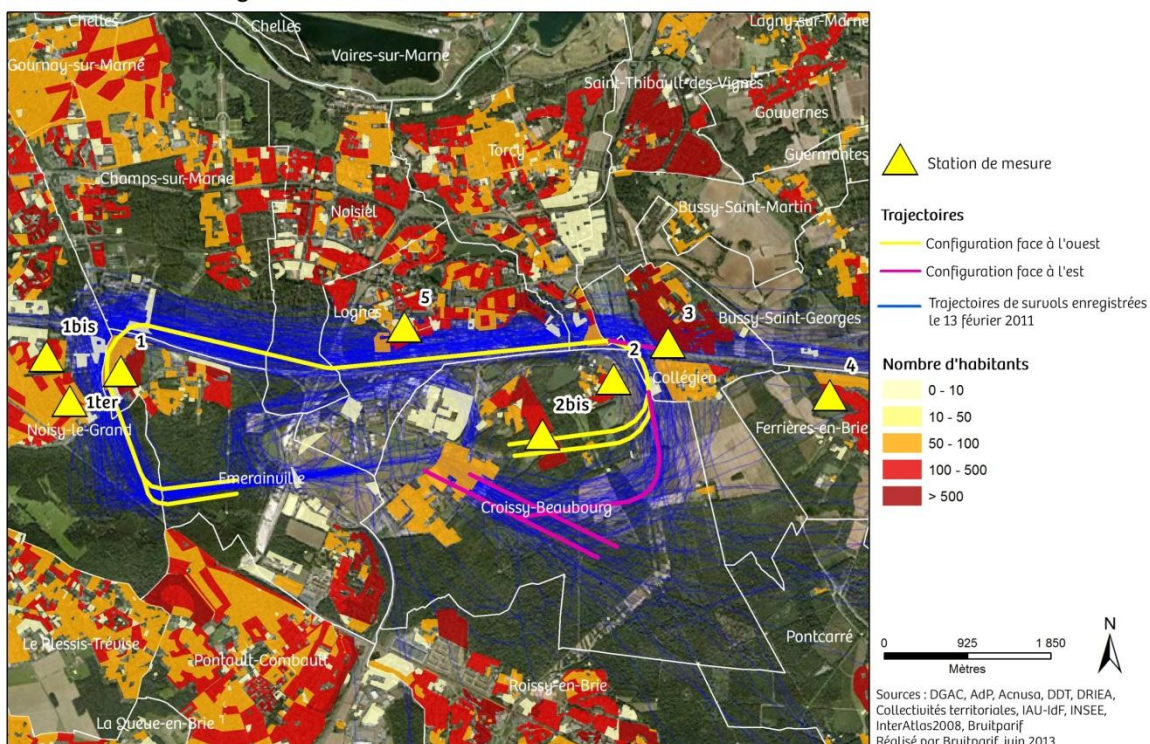 Chelles
Chelles
Lagny-sur-Marne
Gournay-sur-Marne
Vaires-sur-Marne
Saint-Thibault-des-Vignes
Gouvernes
Torcy
Guermantes
Champs-sur-Marne
Noisiel
Bussy-Saint-Martin
5
Lognes
3
Bussy-Saint-Georges
1bis
1
2
4
Collégien
1ter
2bis
Noisy-le-Grand
Ferrières-en-Brie
Emerainville
Croissy-Beaubourg
Le Plessis-Trévise
Pontcarré
Pontault-Combault
Roissy-en-Brie
La Queue-en-Brie
Station de mesure
Trajectoires
Configuration face à l'ouest
Configuration face à l'est
Trajectoires de survols enregistrées
le 13 février 2011
Nombre d'habitants
0 - 10
10 - 50
50 - 100
100 - 500
> 500
N
0 925 1 850
Mètres
Sources : DGAC, AdP, Acnusa, DDT, DRIEA,
Collectivités territoriales, IAU-IdF, INSEE,
InterAtlas2008, Bruitparif
Réalisé par Bruitparif, juin 2013